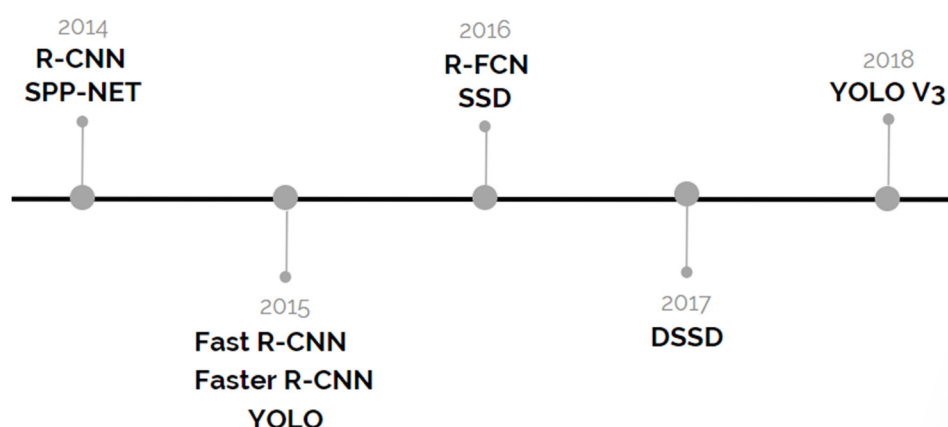 2014
R-CNN
SPP-NET
2015
Fast R-CNN
Faster R-CNN
YOLO
2016
R-FCN
SSD
2017
DSSD
2018
YOLO V3